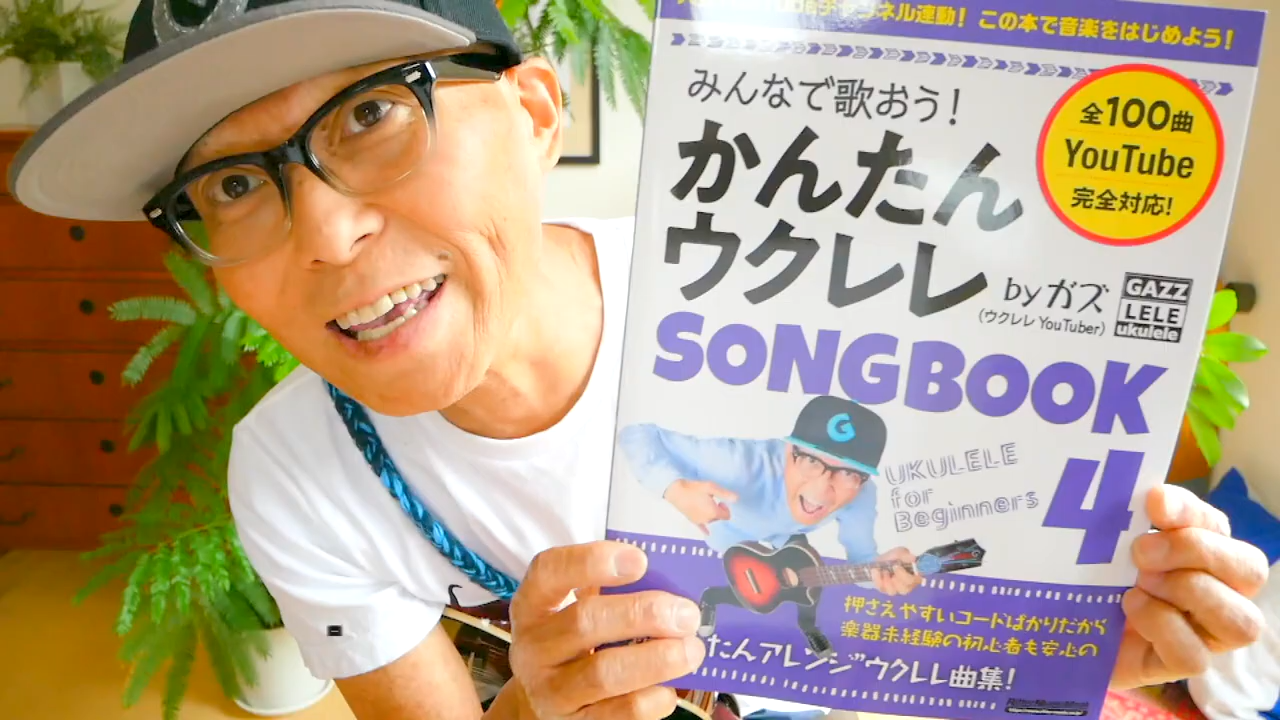 チャンネル連動! この本で音楽をはじめよう!
みんなで歌おう!
全100曲
YouTube
完全対応!
かんたん
ウクレレ
by ガズ
(ウクレレ YouTuber)
GAZZ
LELE
ukulele
SONGBOOK
4
G
UKULELE
for
Beginners
押さえやすいコードばかりだから
楽器未経験の初心者も安心の
たんアレンジウクレレ曲集!